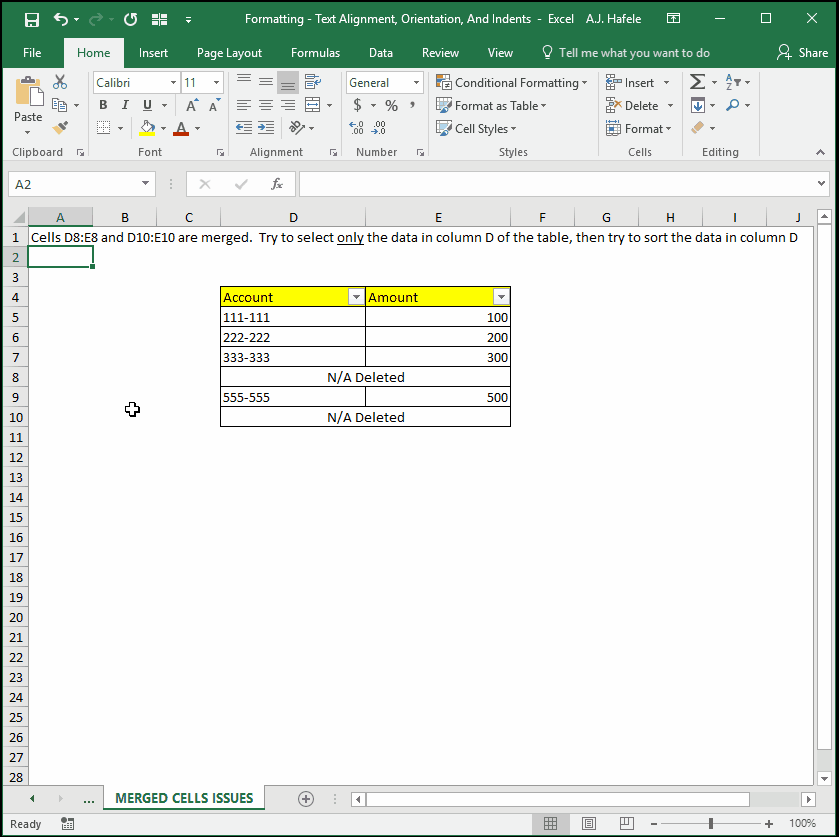 Formatting - Text Alignment, Orientation, And Indents - Excel A.J. Hafele
File Home Insert Page Layout Formulas Data Review View Tell me what you want to do Share
Paste
Calibri 11
B I U A A
A
General
$ % ,
.00 .0
Conditional Formatting
Format as Table
Cell Styles
Insert
Delete
Format
Clipboard Font Alignment Number Styles Cells Editing
A2 fx
A B C D E F G H I J
1 Cells D8:E8 and D10:E10 are merged. Try to select only the data in column D of the table, then try to sort the data in column D
2
3
4 Account Amount
5 111-111 100
6 222-222 200
7 333-333 300
8 N/A Deleted
9 555-555 500
10 N/A Deleted
11
12
13
14
15
16
17
18
19
20
21
22
23
24
25
26
27
28
... MERGED CELLS ISSUES
Ready 100%